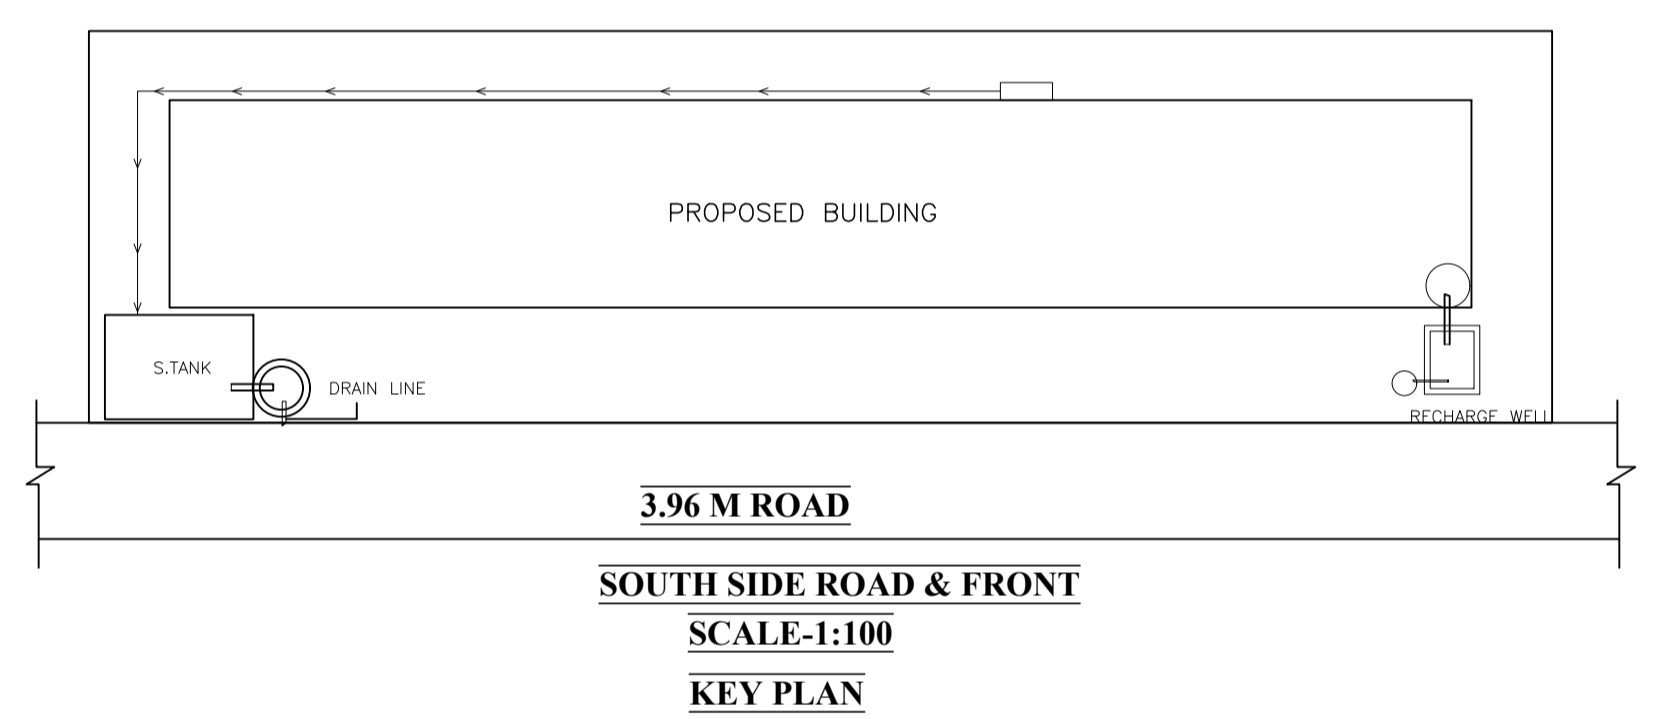 PROPOSED BUILDING
S.TANK
DRAIN LINE
RECHARGE WELL
3.96 M ROAD
SOUTH SIDE ROAD & FRONT
SCALE-1:100
KEY PLAN